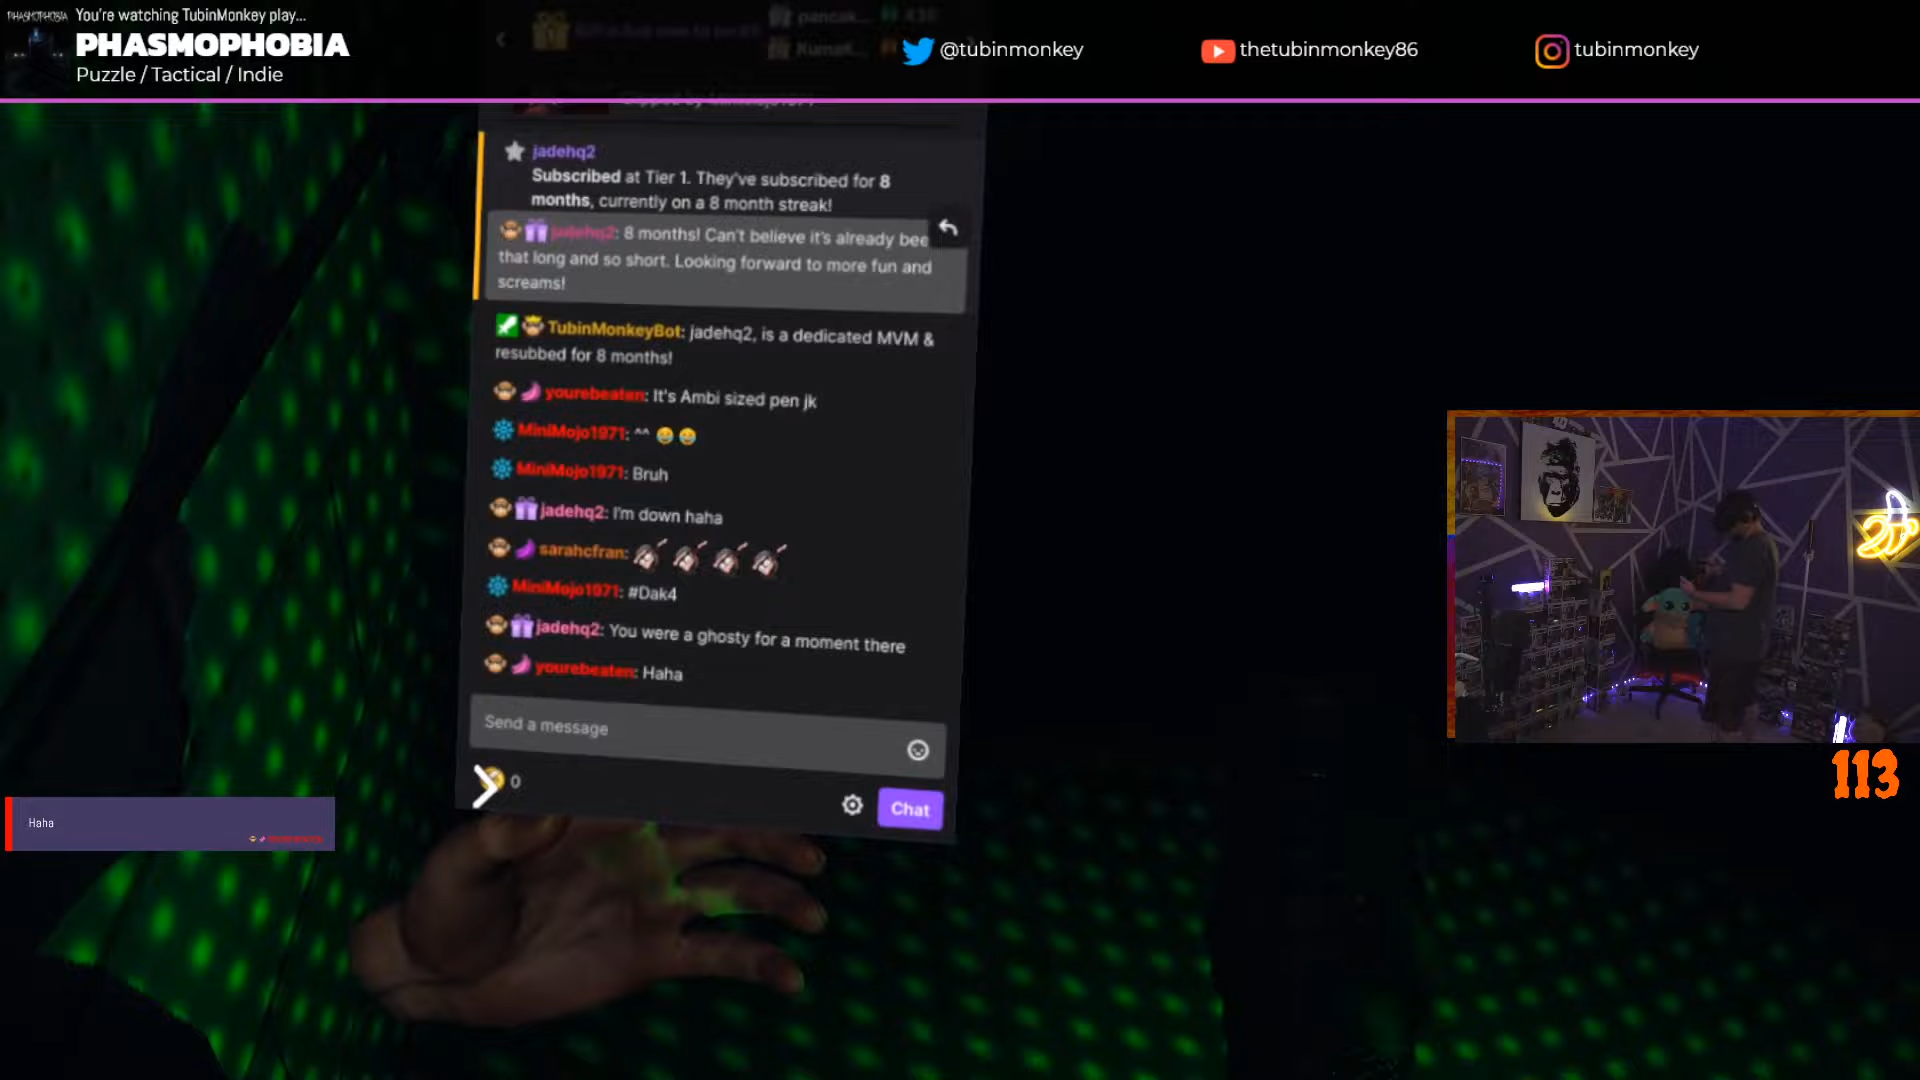 You're watching TubinMonkey play...
PHASMOPHOBIA
Puzzle / Tactical / Indie
@tubinmonkey
thetubinmonkey86
tubinmonkey
jadehq2
Subscribed at Tier 1. They've subscribed for 8
months, currently on a 8 month streak!
jadehq2: 8 months! Can't believe it's already bee
that long and so short. Looking forward to more fun and
screams!
TubinMonkeyBot: jadehq2, is a dedicated MVM &
resubbed for 8 months!
yourebeaten: It's Ambi sized pen jk
MiniMojo1971: ^^ 😂 😂
MiniMojo1971: Bruh
jadehq2: I'm down haha
sarahcfran:
MiniMojo1971: #Dak4
jadehq2: You were a ghosty for a moment there
yourebeaten: Haha
Send a message
0
Chat
Haha
113